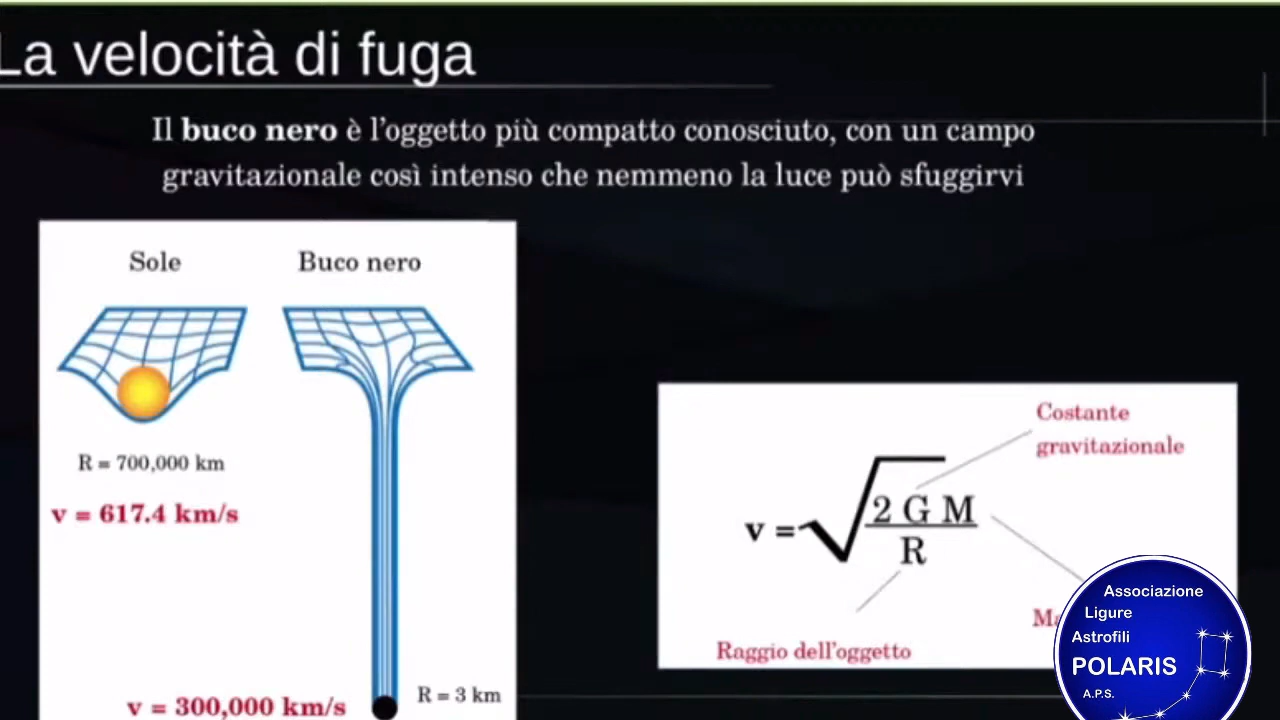 La velocità di fuga
Il buco nero è l'oggetto più compatto conosciuto, con un campo
gravitazionale così intenso che nemmeno la luce può sfuggirvi
Sole
Buco nero
R = 700,000 km
v = 617.4 km/s
R = 3 km
v = 300,000 km/s
Costante
gravitazionale
v = √ 2 G M
R
Raggio dell'oggetto
Associazione
Ligure
Astrofili
POLARIS
A.P.S.